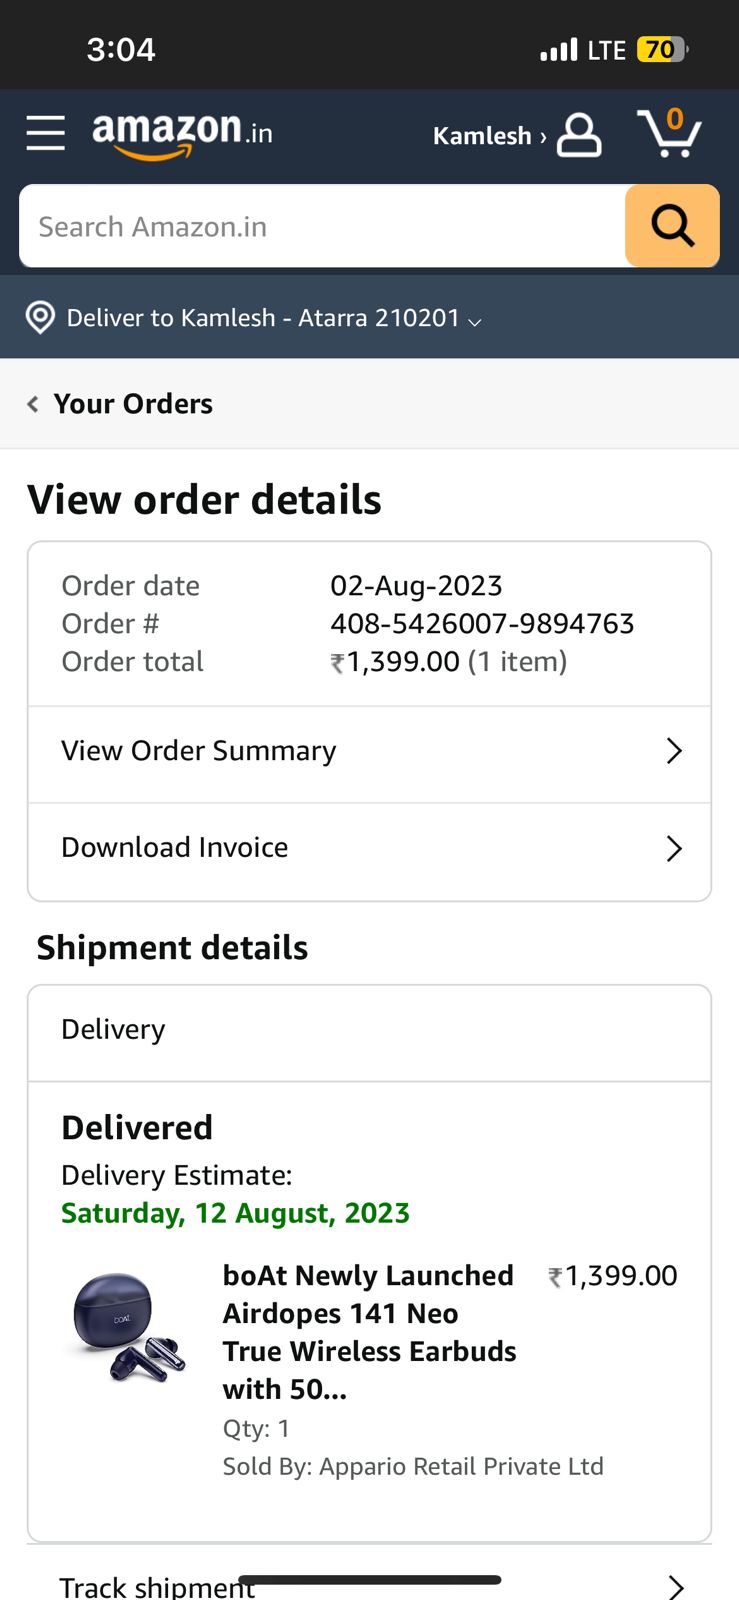 3:04
LTE 70
amazon.in
Kamlesh ›
0
Search Amazon.in
Deliver to Kamlesh - Atarra 210201
Your Orders
View order details
Order date 02-Aug-2023
Order # 408-5426007-9894763
Order total ₹1,399.00 (1 item)
View Order Summary
Download Invoice
Shipment details
Delivery
Delivered
Delivery Estimate:
Saturday, 12 August, 2023
boAt Newly Launched ₹1,399.00
Airdopes 141 Neo
True Wireless Earbuds
with 50...
Qty: 1
Sold By: Appario Retail Private Ltd
boAt
Track shipment